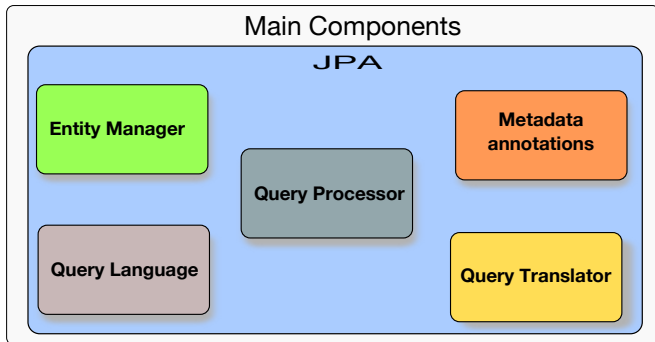 Main Components
JPA
Entity Manager
Metadata
annotations
Query Processor
Query Language
Query Translator